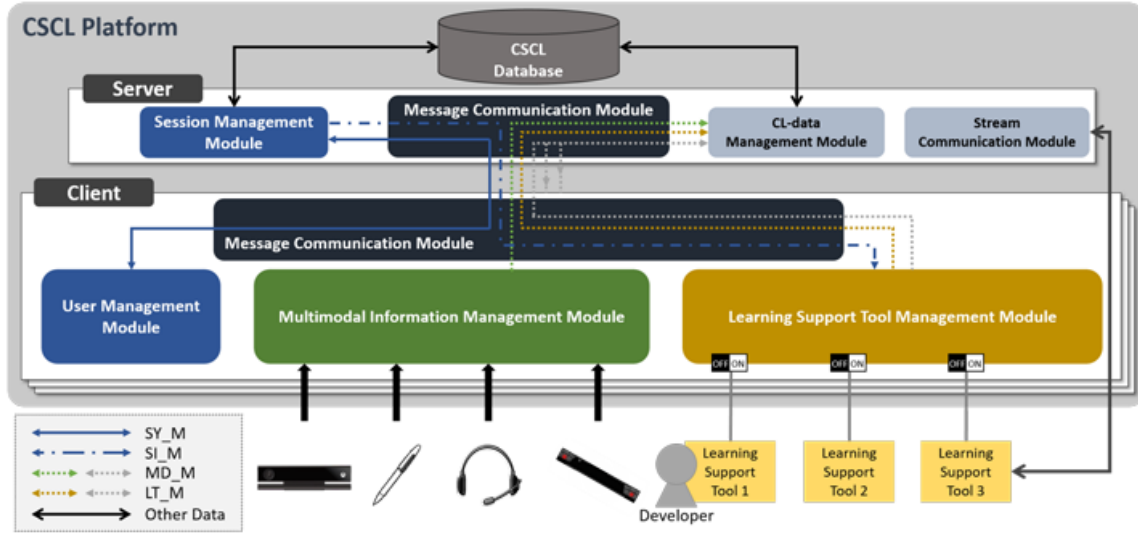 CSCL Platform
CSCL
Database
Server
Session Management
Module
Message Communication Module
CL-data
Management Module
Stream
Communication Module
Client
Message Communication Module
User Management
Module
Multimodal Information Management Module
Learning Support Tool Management Module
OFF ON
OFF ON
OFF ON
SY_M
SI_M
MD_M
LT_M
Other Data
Developer
Learning
Support
Tool 1
Learning
Support
Tool 2
Learning
Support
Tool 3